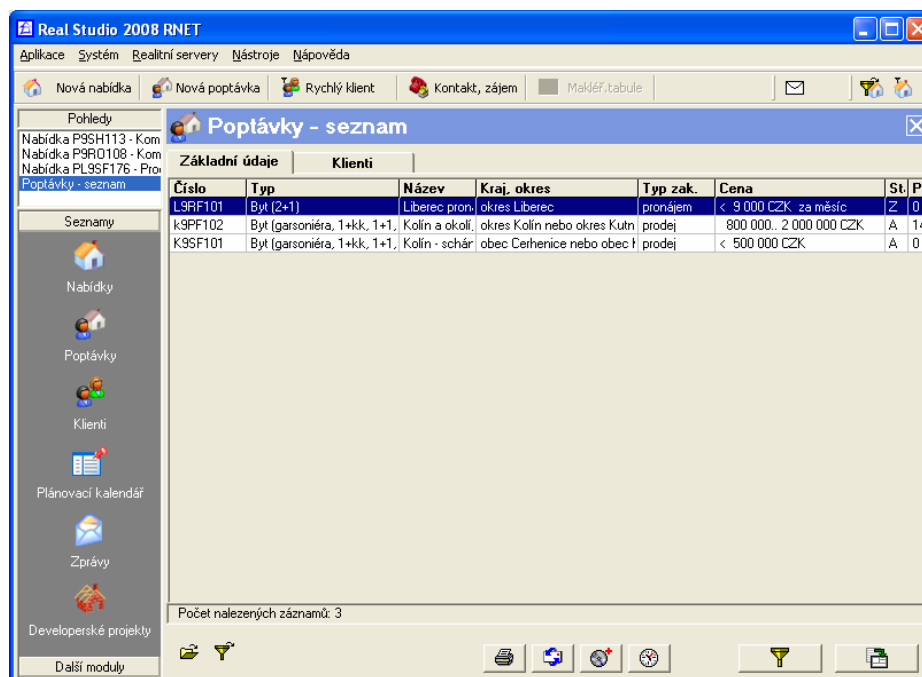 Real Studio 2008 RNET
Aplikace Systém Realitní servery Nástroje Nápověda
Nová nabídka Nová poptávka Rychlý klient Kontakt, zájem Makléř.tabule
Pohledy
Nabídka P9SH113 - Kom
Nabídka P9RO108 - Kom
Nabídka PL9SF176 - Pro
Poptávky - seznam
Seznamy
Nabídky
Poptávky
Klienti
Plánovací kalendář
Zprávy
Developerské projekty
Další moduly
Poptávky - seznam
Základní údaje Klienti
Číslo Typ Název Kraj, okres Typ zak. Cena St. P
L9RF101 Byt (2+1) Liberec pron. okres Liberec pronájem < 9 000 CZK za měsíc Z 0
k9PF102 Byt (garsoniéra, 1+kk, 1+1, Kolín a okolí, okres Kolín nebo okres Kutn prodej 800 000.. 2 000 000 CZK A 14
K9SF101 Byt (garsoniéra, 1+kk, 1+1, Kolín - schár obec Cerhenice nebo obec prodej < 500 000 CZK A 0
Počet nalezených záznamů: 3